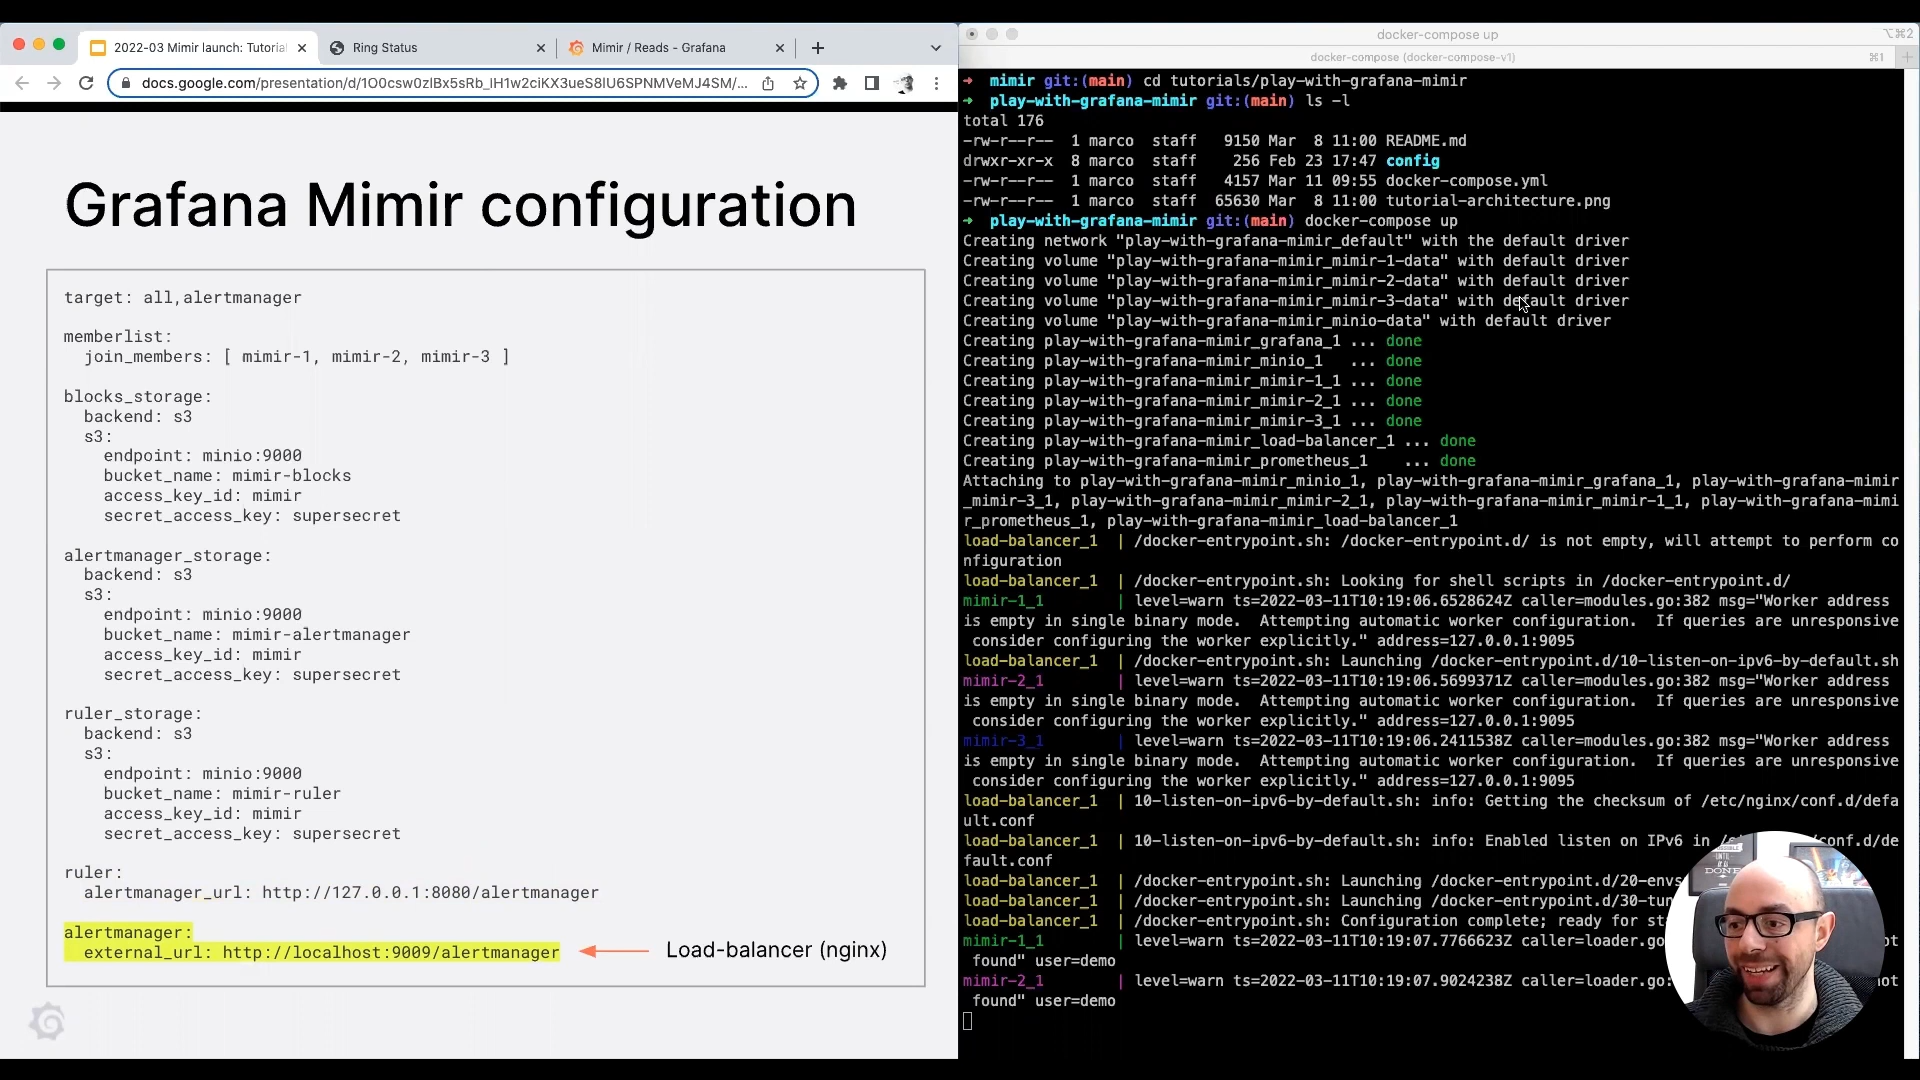 2022-03 Mimir launch: Tutoria
Ring Status
Mimir / Reads - Grafana
docs.google.com/presentation/d/1O0csw0zlBx5sRb_lH1w2ciKX3ueS8lU6SPNMVeMJ4SM/...
Grafana Mimir configuration
target: all,alertmanager
memberlist:
join_members: [ mimir-1, mimir-2, mimir-3 ]
blocks_storage:
backend: s3
s3:
endpoint: minio:9000
bucket_name: mimir-blocks
access_key_id: mimir
secret_access_key: supersecret
alertmanager_storage:
backend: s3
s3:
endpoint: minio:9000
bucket_name: mimir-alertmanager
access_key_id: mimir
secret_access_key: supersecret
ruler_storage:
backend: s3
s3:
endpoint: minio:9000
bucket_name: mimir-ruler
access_key_id: mimir
secret_access_key: supersecret
ruler:
alertmanager_url: http://127.0.0.1:8080/alertmanager
alertmanager:
external_url: http://localhost:9009/alertmanager
Load-balancer (nginx)
docker-compose up
⌥⌘2
docker-compose (docker-compose-v1)
⌘1
➜ mimir git:(main) cd tutorials/play-with-grafana-mimir
➜ play-with-grafana-mimir git:(main) ls -l
total 176
-rw-r--r-- 1 marco staff 9150 Mar 8 11:00 README.md
drwxr-xr-x 8 marco staff 256 Feb 23 17:47 config
-rw-r--r-- 1 marco staff 4157 Mar 11 09:55 docker-compose.yml
-rw-r--r-- 1 marco staff 65630 Mar 8 11:00 tutorial-architecture.png
➜ play-with-grafana-mimir git:(main) docker-compose up
Creating network "play-with-grafana-mimir_default" with the default driver
Creating volume "play-with-grafana-mimir_mimir-1-data" with default driver
Creating volume "play-with-grafana-mimir_mimir-2-data" with default driver
Creating volume "play-with-grafana-mimir_mimir-3-data" with default driver
Creating volume "play-with-grafana-mimir_minio-data" with default driver
Creating play-with-grafana-mimir_grafana_1 ... done
Creating play-with-grafana-mimir_minio_1 ... done
Creating play-with-grafana-mimir_mimir-1_1 ... done
Creating play-with-grafana-mimir_mimir-2_1 ... done
Creating play-with-grafana-mimir_mimir-3_1 ... done
Creating play-with-grafana-mimir_load-balancer_1 ... done
Creating play-with-grafana-mimir_prometheus_1 ... done
Attaching to play-with-grafana-mimir_minio_1, play-with-grafana-mimir_grafana_1, play-with-grafana-mimir
_mimir-3_1, play-with-grafana-mimir_mimir-2_1, play-with-grafana-mimir_mimir-1_1, play-with-grafana-mimi
r_prometheus_1, play-with-grafana-mimir_load-balancer_1
load-balancer_1 | /docker-entrypoint.sh: /docker-entrypoint.d/ is not empty, will attempt to perform co
nfiguration
load-balancer_1 | /docker-entrypoint.sh: Looking for shell scripts in /docker-entrypoint.d/
mimir-1_1 | level=warn ts=2022-03-11T10:19:06.6528624Z caller=modules.go:382 msg="Worker address
is empty in single binary mode. Attempting automatic worker configuration. If queries are unresponsive
consider configuring the worker explicitly." address=127.0.0.1:9095
load-balancer_1 | /docker-entrypoint.sh: Launching /docker-entrypoint.d/10-listen-on-ipv6-by-default.sh
mimir-2_1 | level=warn ts=2022-03-11T10:19:06.5699371Z caller=modules.go:382 msg="Worker address
is empty in single binary mode. Attempting automatic worker configuration. If queries are unresponsive
consider configuring the worker explicitly." address=127.0.0.1:9095
mimir-3_1 | level=warn ts=2022-03-11T10:19:06.2411538Z caller=modules.go:382 msg="Worker address
is empty in single binary mode. Attempting automatic worker configuration. If queries are unresponsive
consider configuring the worker explicitly." address=127.0.0.1:9095
load-balancer_1 | 10-listen-on-ipv6-by-default.sh: info: Getting the checksum of /etc/nginx/conf.d/defa
ult.conf
load-balancer_1 | 10-listen-on-ipv6-by-default.sh: info: Enabled listen on IPv6 in /conf.d/de
fault.conf
load-balancer_1 | /docker-entrypoint.sh: Launching /docker-entrypoint.d/20-envs
load-balancer_1 | /docker-entrypoint.sh: Launching /docker-entrypoint.d/30-tun
load-balancer_1 | /docker-entrypoint.sh: Configuration complete; ready for st
mimir-1_1 | level=warn ts=2022-03-11T10:19:07.7766623Z caller=loader.go not
found" user=demo
mimir-2_1 | level=warn ts=2022-03-11T10:19:07.9024238Z caller=loader.go: not
found" user=demo
UNTIL
DONE